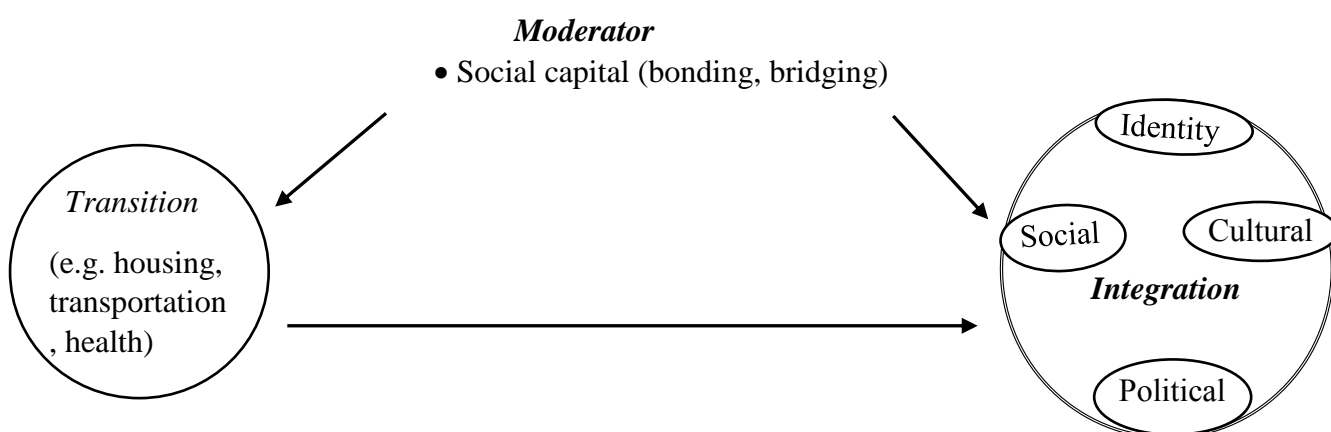 Moderator
• Social capital (bonding, bridging)
Identity
Transition
Social
Cultural
(e.g. housing,
transportation
, health)
Integration
Political